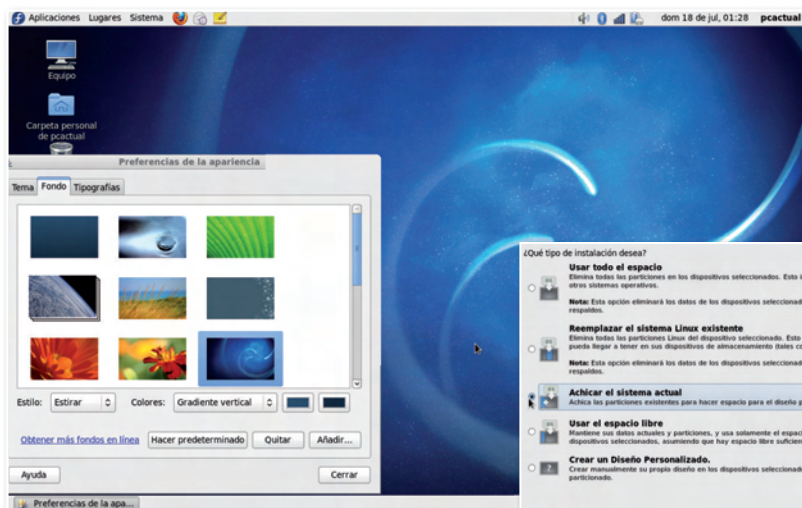 Aplicaciones Lugares Sistema
dom 18 de jul, 01:28 pcactual
Equipo
Carpeta personal
de pcactual
Preferencias de la apariencia
Tema Fondo Tipografías
Estilo: Estirar Colores: Gradiente vertical
Obtener más fondos en línea Hacer predeterminado Quitar Añadir...
Ayuda Cerrar
Preferencias de la apa...
¿Qué tipo de instalación desea?
Usar todo el espacio
Elimina todas las particiones en los dispositivos seleccionados. Esto
otros sistemas operativos.
Nota: Esta opción eliminará los datos de los dispositivos
respaldos.
Reemplazar el sistema Linux existente
Elimina todas las particiones Linux del dispositivo seleccionado. Esto
pueda llegar a tener en sus dispositivos de almacenamiento (tales
Nota: Esta opción eliminará los datos de los dispositivos
respaldos.
Achicar el sistema actual
Achica las particiones existentes para hacer espacio para el diseño
Usar el espacio libre
Mantiene sus datos actuales y particiones, y usa solamente el
dispositivos seleccionados, asumiendo que hay espacio libre
Crear un Diseño Personalizado.
Crear manualmente su propio diseño en los dispositivos
particionado.